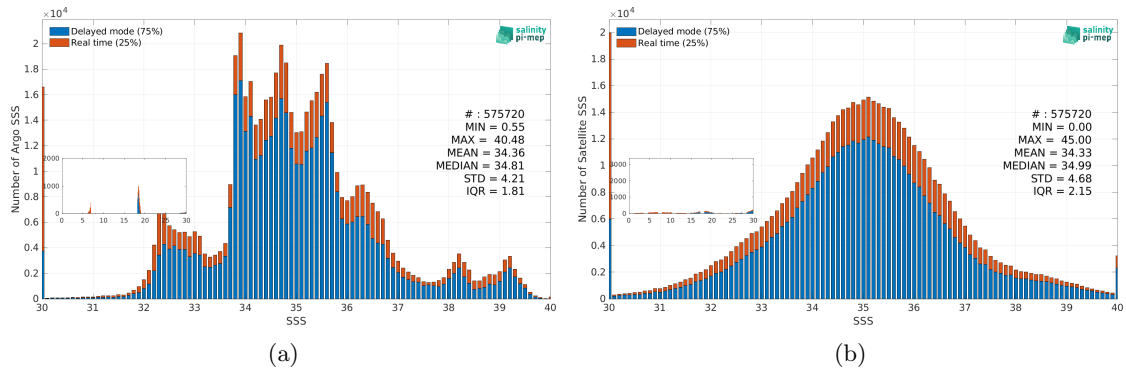 ×10⁴
Delayed mode (75%)
Real time (25%)
salinity
pi-mep
# : 575720
MIN = 0.55
MAX = 40.48
MEAN = 34.36
MEDIAN = 34.81
STD = 4.21
IQR = 1.81
Number of Argo SSS
2
1.8
1.6
1.4
1.2
1
0.8
0.6
0.4
0.2
0
2000
1000
0
0 5 10 15 20 25 30
30 31 32 33 34 35 36 37 38 39 40
SSS
(a)
×10⁴
Delayed mode (75%)
Real time (25%)
salinity
pi-mep
# : 575720
MIN = 0.00
MAX = 45.00
MEAN = 34.33
MEDIAN = 34.99
STD = 4.68
IQR = 2.15
Number of Satellite SSS
2
1.8
1.6
1.4
1.2
1
0.8
0.6
0.4
0.2
0
3000
2000
1000
0
5 10 15 20 25 30
30 31 32 33 34 35 36 37 38 39 40
SSS
(b)